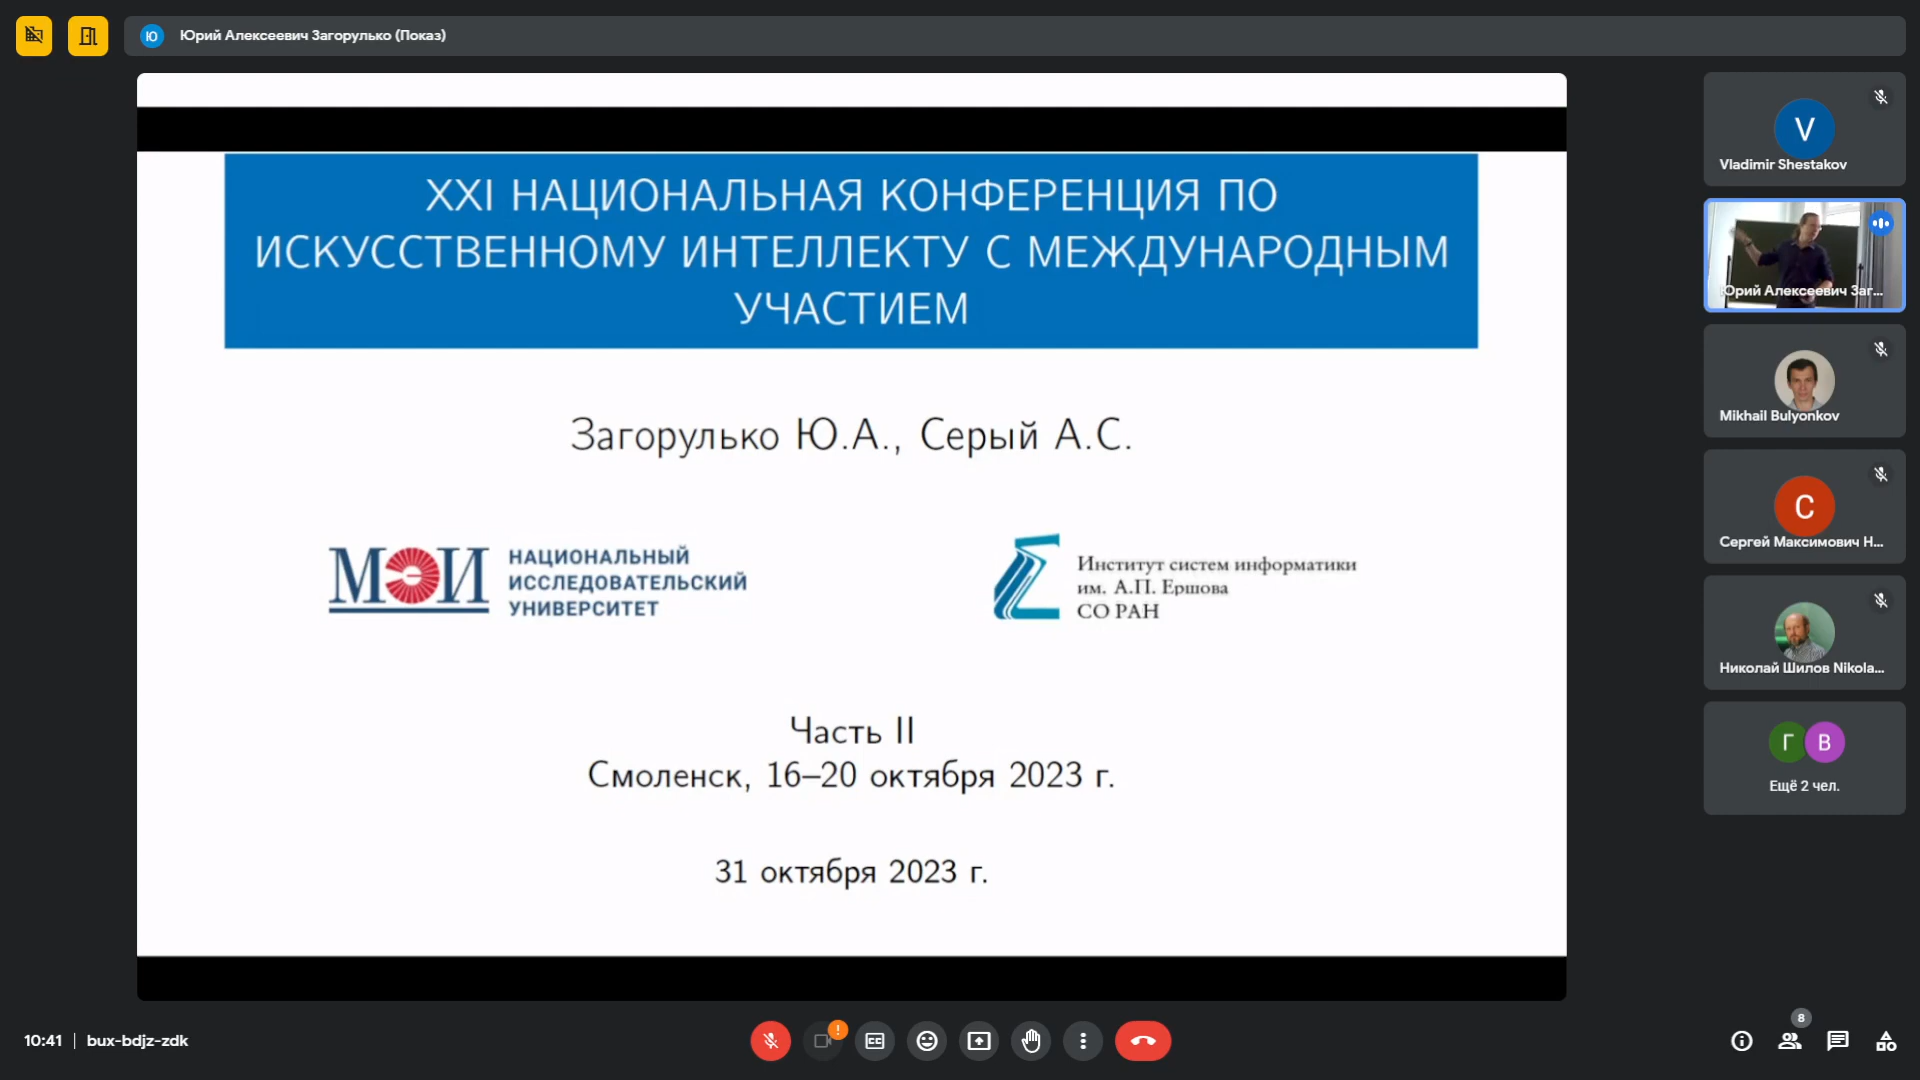 Ю
Юрий Алексеевич Загорулько (Показ)
XXI НАЦИОНАЛЬНАЯ КОНФЕРЕНЦИЯ ПО
ИСКУССТВЕННОМУ ИНТЕЛЛЕКТУ С МЕЖДУНАРОДНЫМ
УЧАСТИЕМ
Загорулько Ю.А., Серый А.С.
МЭИ
НАЦИОНАЛЬНЫЙ
ИССЛЕДОВАТЕЛЬСКИЙ
УНИВЕРСИТЕТ
Институт систем информатики
им. А.П. Ершова
СО РАН
Часть II
Смоленск, 16–20 октября 2023 г.
31 октября 2023 г.
V
Vladimir Shestakov
Юрий Алексеевич Заг...
Mikhail Bulyonkov
С
Сергей Максимович Н...
Николай Шилов Nikola...
Г
В
Ещё 2 чел.
10:41
bux-bdjz-zdk
!
CC
8